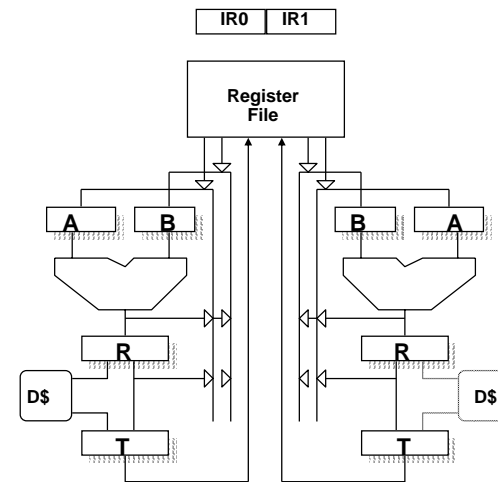 IR0 IR1
Register
File
A B B A
R R
D$ D$
T T